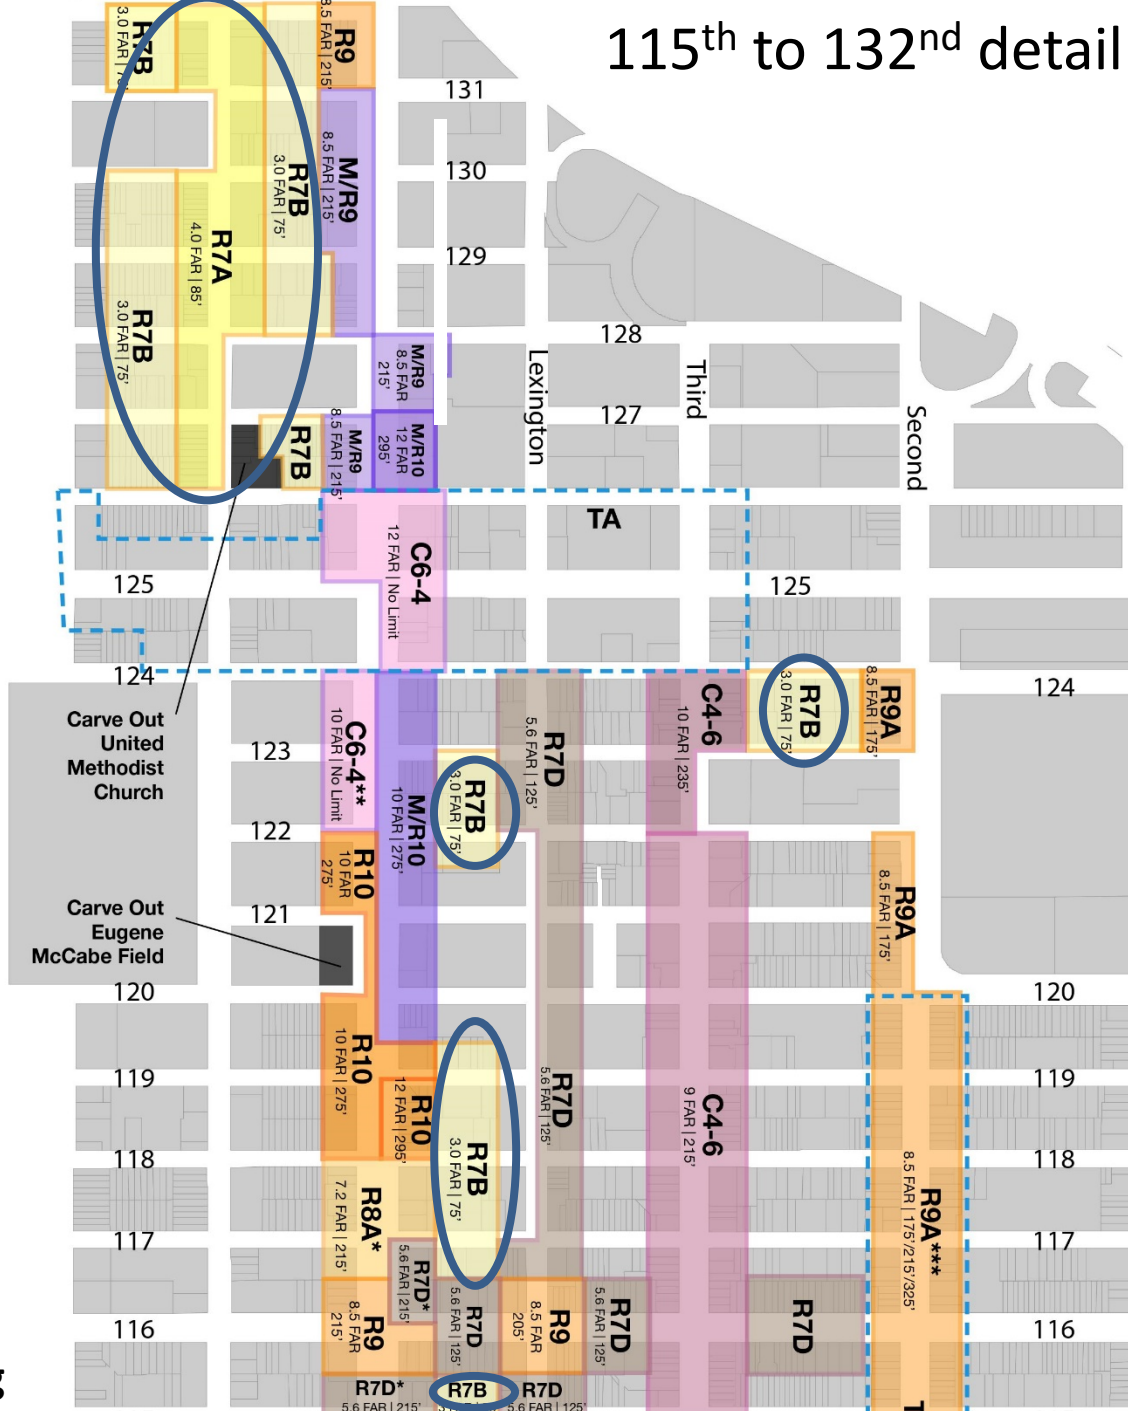 115th to 132nd detail
R7B
3.0 FAR | 75'
R9
8.5 FAR | 215'
131
130
129
128
127
R7B
3.0 FAR | 75'
M/R9
8.5 FAR | 215'
R7A
4.0 FAR | 85'
R7B
3.0 FAR | 75'
M/R9
8.5 FAR
215'
Lexington
Third
Second
R7B
M/R9
8.5 FAR | 215'
M/R10
12 FAR
295'
TA
C6-4
12 FAR | No Limit
125
125
124
124
Carve Out
United
Methodist
Church
C6-4**
10 FAR | No Limit
M/R10
10 FAR | 275'
R7B
3.0 FAR | 75'
R7D
5.6 FAR | 125'
C4-6
10 FAR | 235'
R7B
3.0 FAR | 75'
R9A
8.5 FAR | 175'
123
122
R10
10 FAR
275'
R9A
8.5 FAR | 175'
121
Carve Out
Eugene
McCabe Field
120
120
R10
10 FAR | 275'
R10
12 FAR | 295'
R7B
3.0 FAR | 75'
R7D
5.6 FAR | 125'
C4-6
9 FAR | 215'
R9A***
8.5 FAR | 175'/215'/325'
119
119
118
118
R8A*
7.2 FAR | 215'
117
117
R7D*
5.6 FAR | 215'
R9
8.5 FAR
215'
R7D
5.6 FAR | 125'
R9
8.5 FAR
205'
R7D
5.6 FAR | 125'
R7D
116
116
R7D*
5.6 FAR | 215'
R7B
R7D
5.6 FAR | 125'